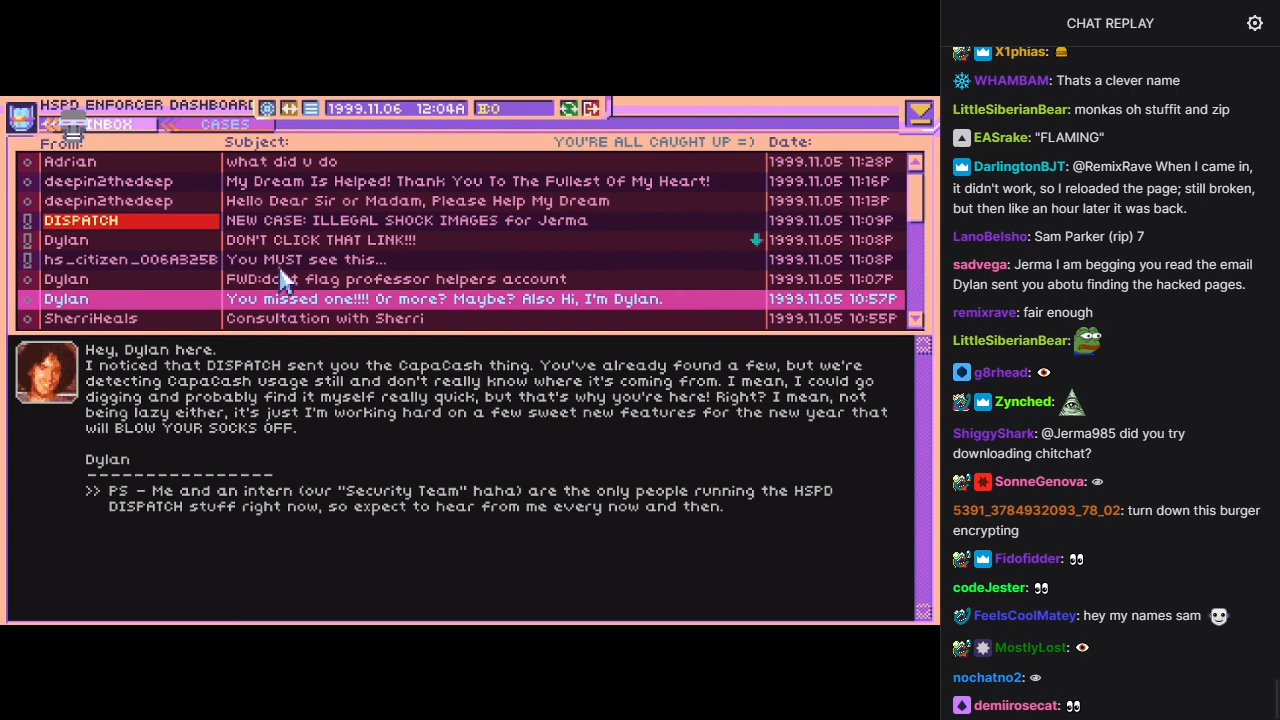 HSPD ENFORCER DASHBOARD
1999.11.06 12:04A
INBOX
CASES
From:
Subject:
YOU'RE ALL CAUGHT UP =)
Date:
Adrian what did u do 1999.11.05 11:28P
deepin2thedeep My Dream Is Helped! Thank You To The Fullest Of My Heart! 1999.11.05 11:16P
deepin2thedeep Hello Dear Sir or Madam, Please Help My Dream 1999.11.05 11:13P
DISPATCH NEW CASE: ILLEGAL SHOCK IMAGES for Jerma 1999.11.05 11:09P
Dylan DON'T CLICK THAT LINK!!! 1999.11.05 11:08P
hs_citizen_006A325B You MUST see this... 1999.11.05 11:08P
Dylan FWD:dont flag professor helpers account 1999.11.05 11:07P
Dylan You missed one!!!! Or more? Maybe? Also Hi, I'm Dylan. 1999.11.05 10:57P
SherriHeals Consultation with Sherri 1999.11.05 10:55P
Hey, Dylan here.
I noticed that DISPATCH sent you the CapaCash thing. You've already found a few, but we're
detecting CapaCash usage still and don't really know where it's coming from. I mean, I could go
digging and probably find it myself really quick, but that's why you're here! Right? I mean, not
being lazy either, it's just I'm working hard on a few sweet new features for the new year that
will BLOW YOUR SOCKS OFF.
Dylan
-----------------
>> PS - Me and an intern (our "Security Team" haha) are the only people running the HSPD
DISPATCH stuff right now, so expect to hear from me every now and then.
CHAT REPLAY
X1phias:
WHAMBAM: Thats a clever name
LittleSiberianBear: monkas oh stuffit and zip
EASrake: "FLAMING"
DarlingtonBJT: @RemixRave When I came in,
it didn't work, so I reloaded the page; still broken,
but then like an hour later it was back.
LanoBelsho: Sam Parker (rip) 7
sadvega: Jerma I am begging you read the email
Dylan sent you abotu finding the hacked pages.
remixrave: fair enough
LittleSiberianBear:
g8rhead:
Zynched:
ShiggyShark: @Jerma985 did you try
downloading chitchat?
SonneGenova:
5391_3784932093_78_02: turn down this burger
encrypting
Fidofidder:
codeJester:
FeelsCoolMatey: hey my names sam
MostlyLost:
nochatno2:
demiirosecat: